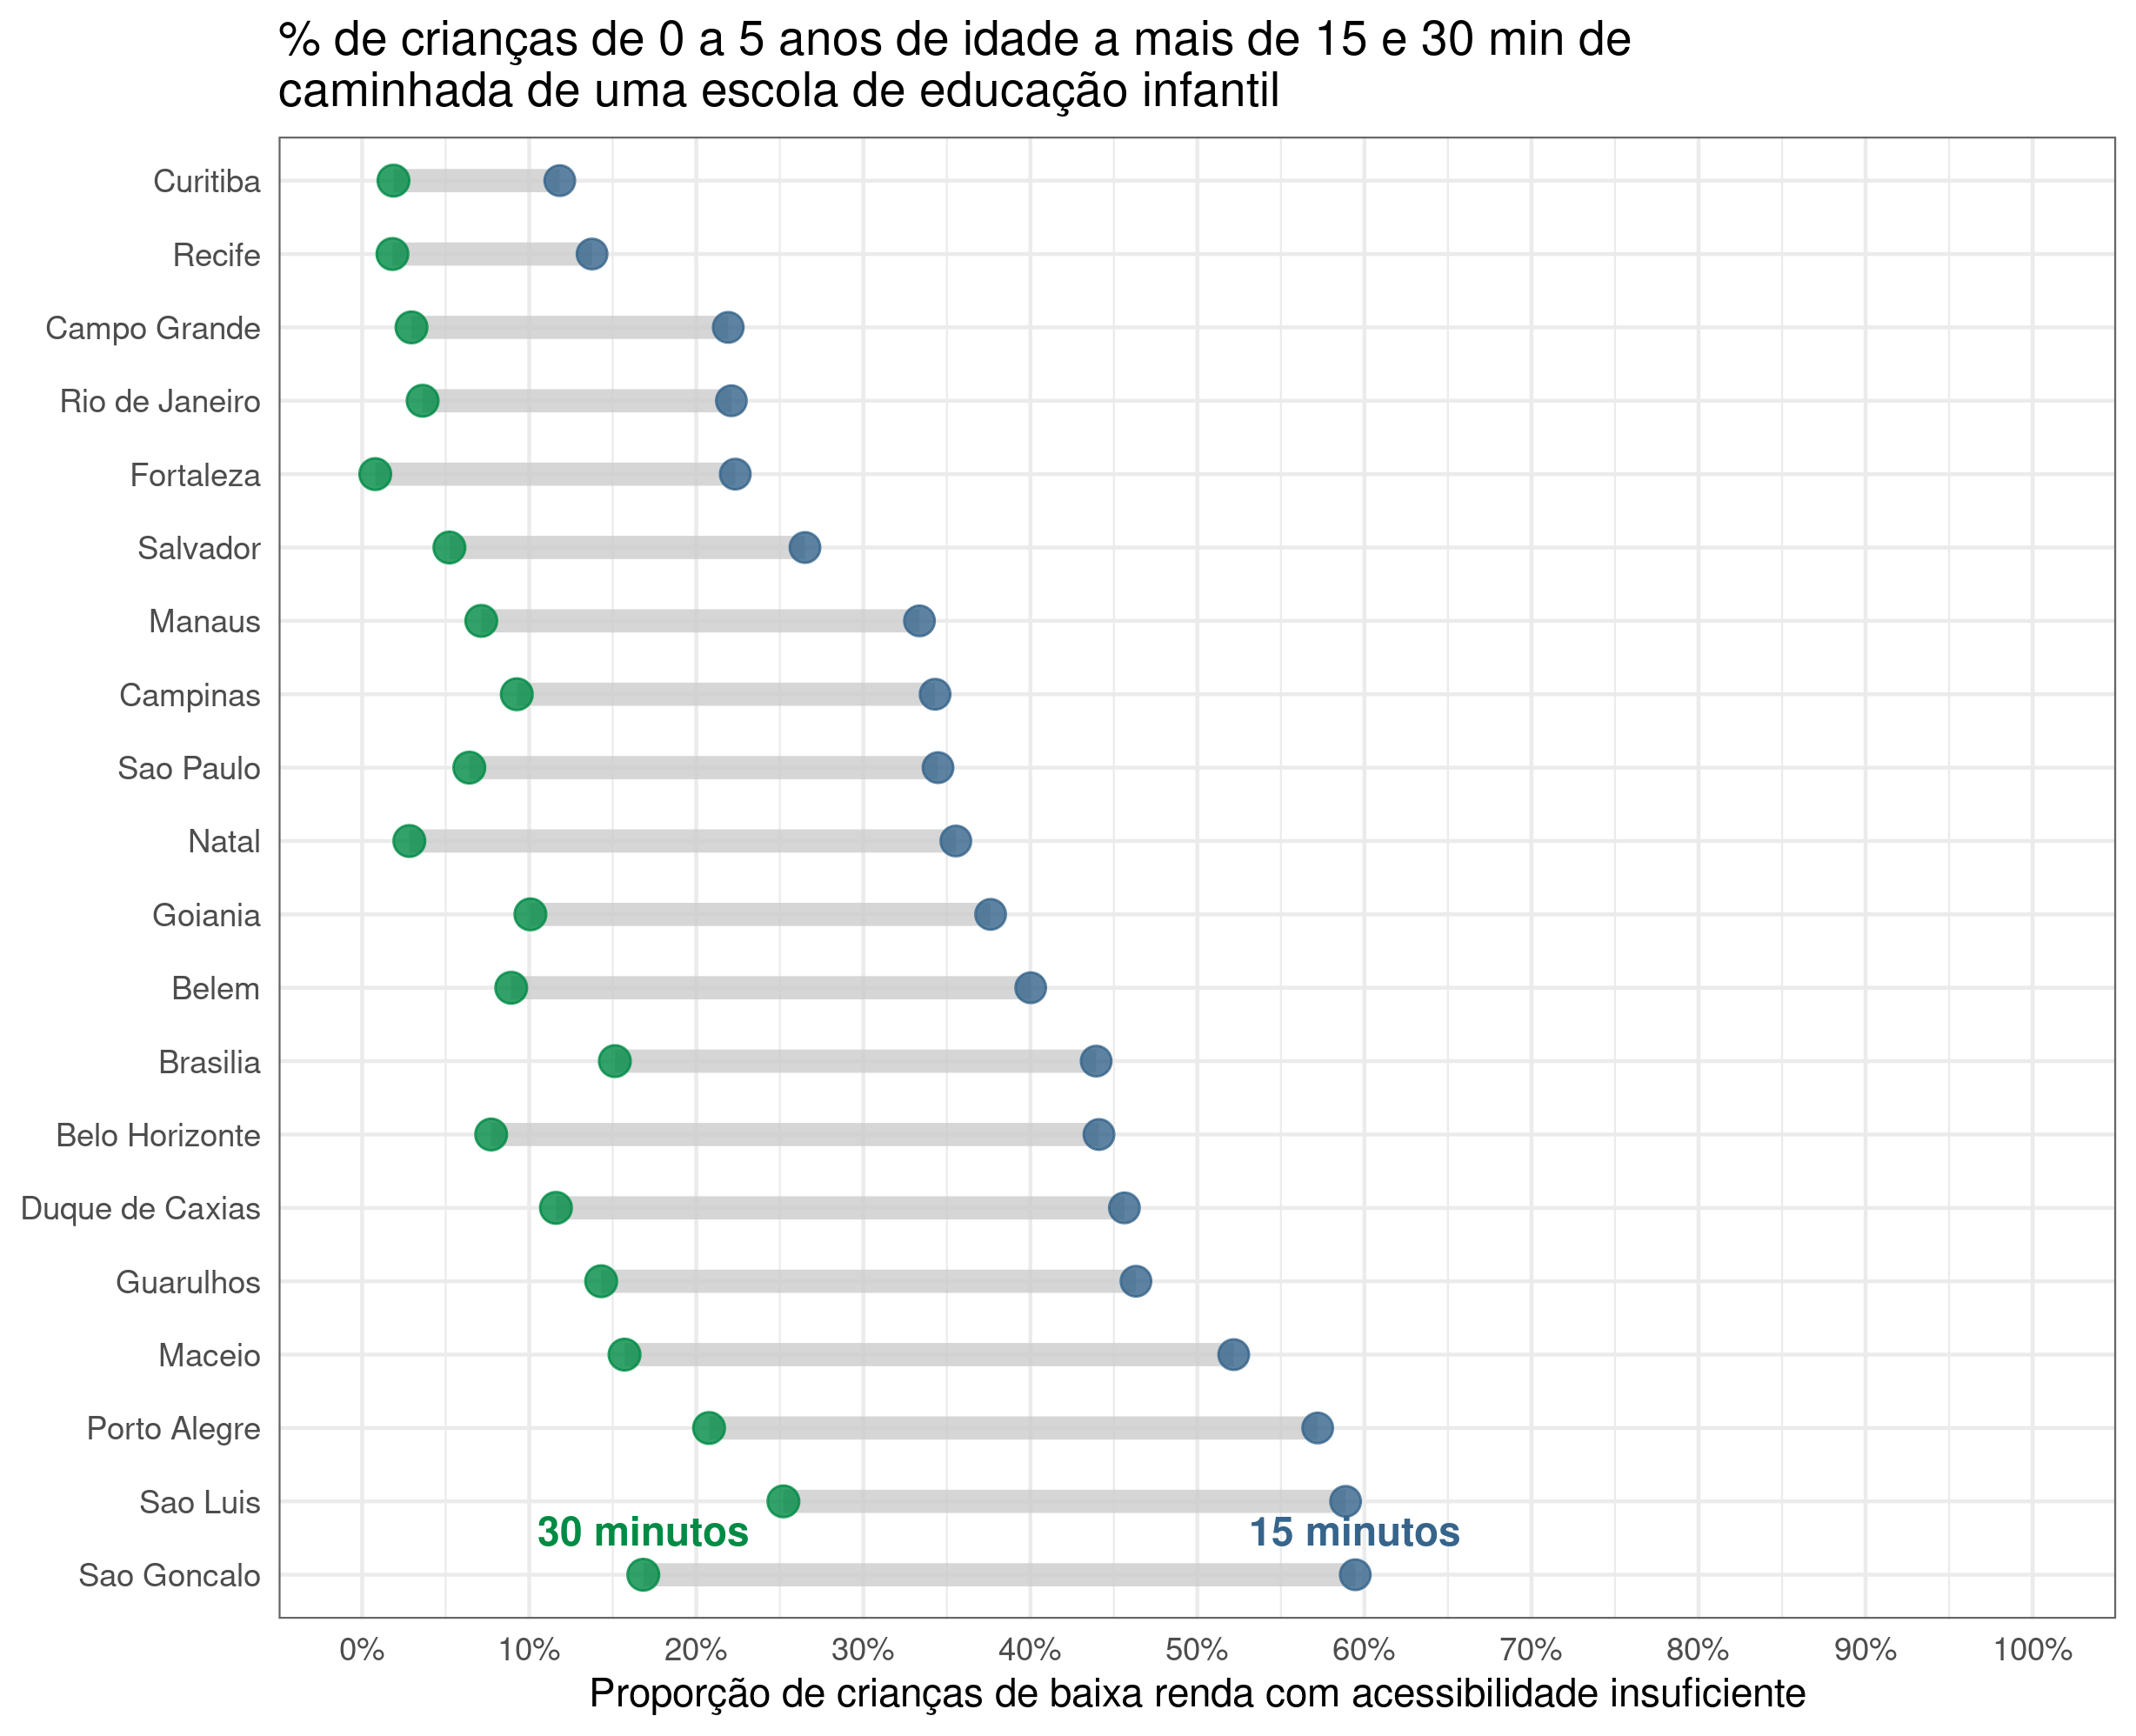 % de crianças de 0 a 5 anos de idade a mais de 15 e 30 min de
caminhada de uma escola de educação infantil
Curitiba
Recife
Campo Grande
Rio de Janeiro
Fortaleza
Salvador
Manaus
Campinas
Sao Paulo
Natal
Goiania
Belem
Brasilia
Belo Horizonte
Duque de Caxias
Guarulhos
Maceio
Porto Alegre
Sao Luis
30 minutos 15 minutos
Sao Goncalo
0% 10% 20% 30% 40% 50% 60% 70% 80% 90% 100%
Proporção de crianças de baixa renda com acessibilidade insuficiente